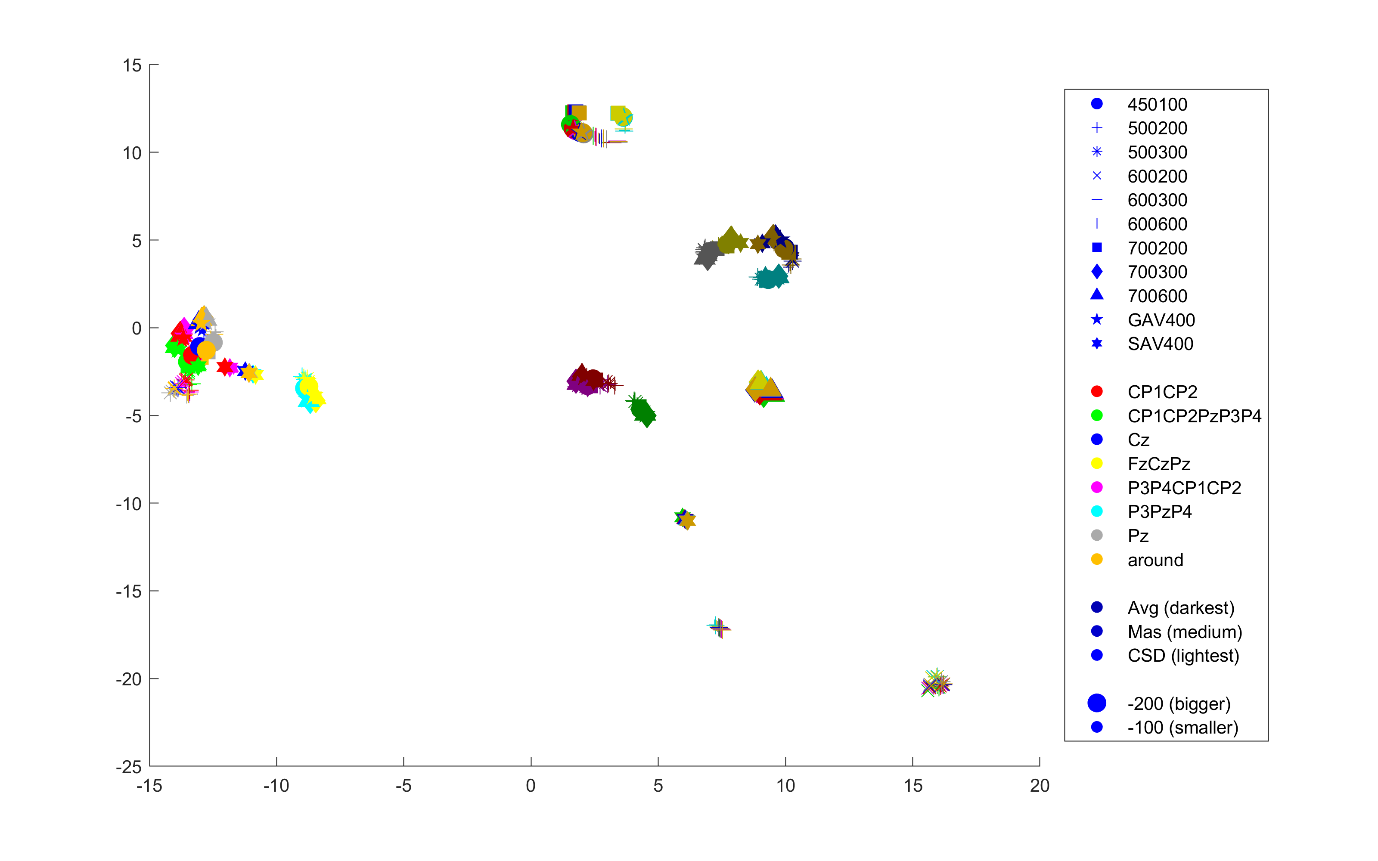 15
10
5
0
-5
-10
-15
-20
-25
-15
-10
-5
0
5
10
15
20
450100
500200
500300
600200
600300
600600
700200
700300
700600
GAV400
SAV400
CP1CP2
CP1CP2PzP3P4
Cz
FzCzPz
P3P4CP1CP2
P3PzP4
Pz
around
Avg (darkest)
Mas (medium)
CSD (lightest)
-200 (bigger)
-100 (smaller)